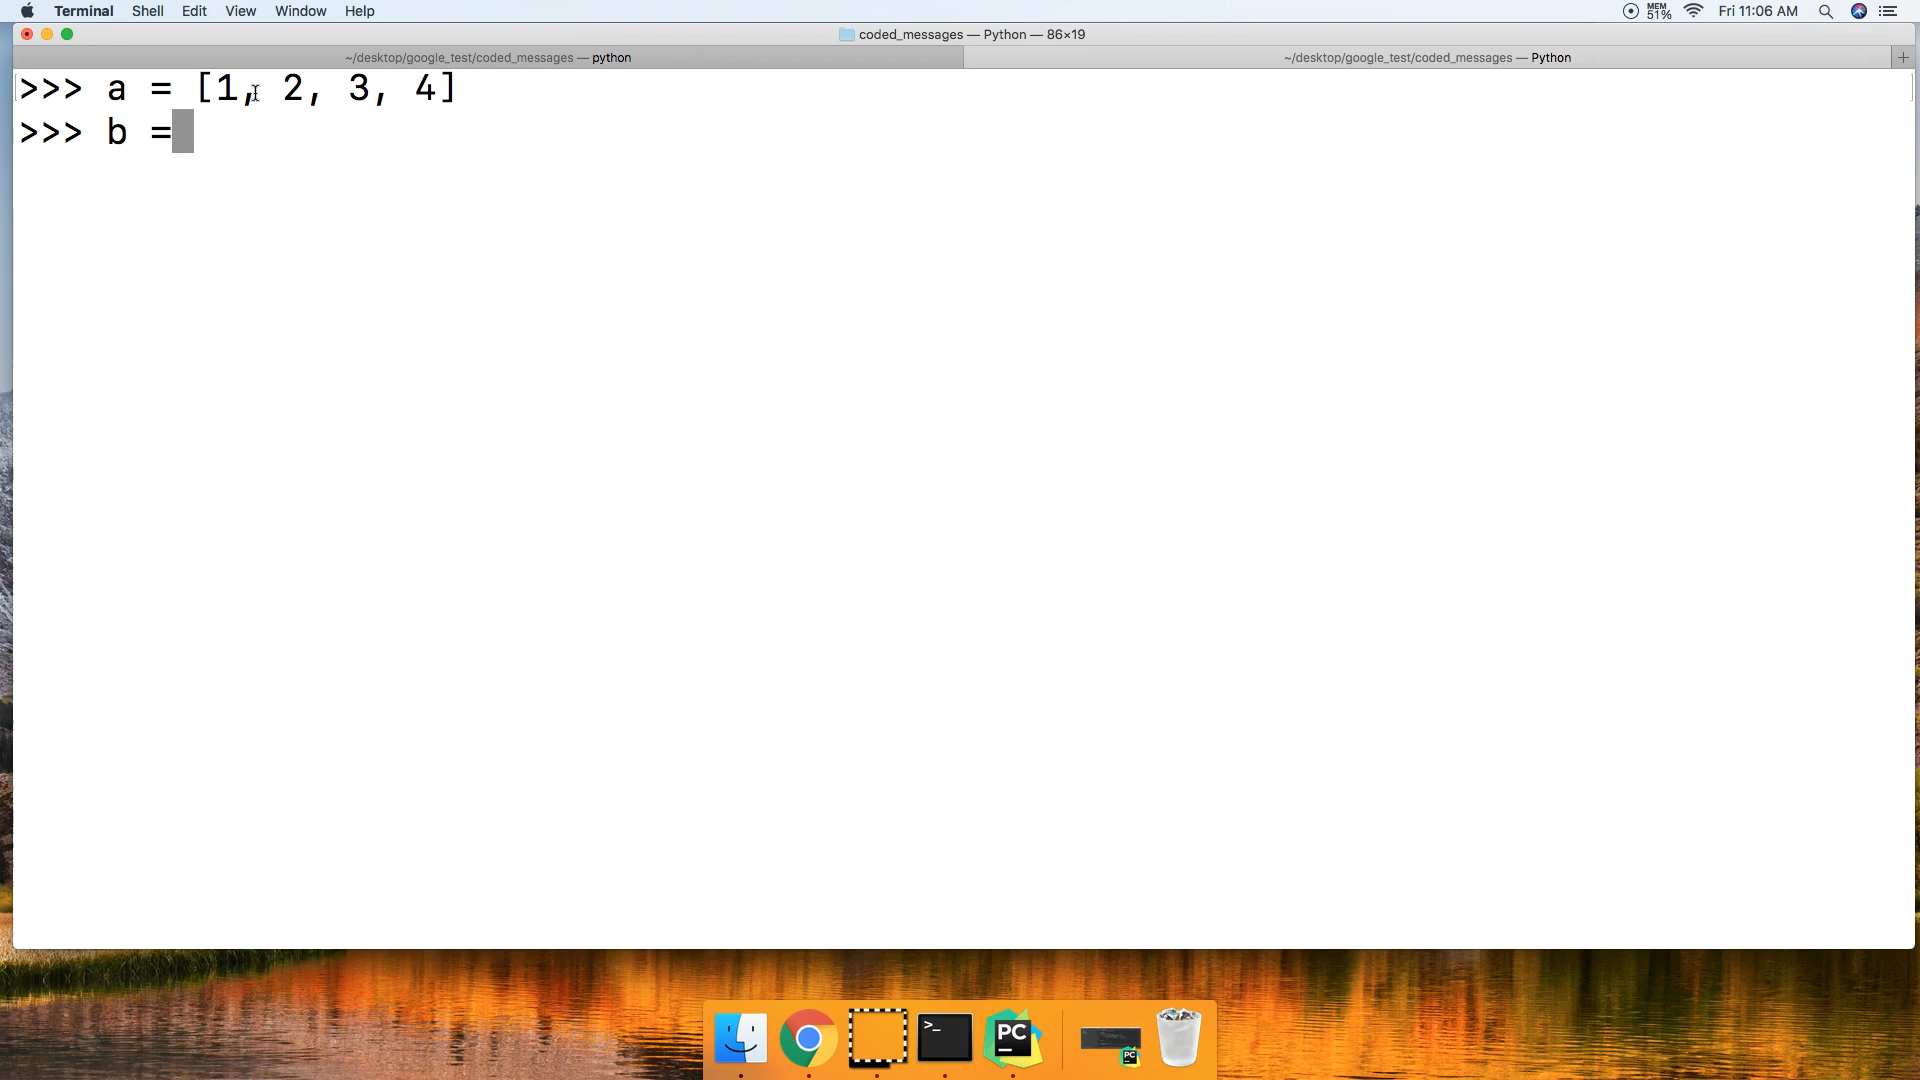 Terminal Shell Edit View Window Help MEM 51% Fri 11:06 AM
coded_messages — Python — 86×19
~/desktop/google_test/coded_messages — python ~/desktop/google_test/coded_messages — Python +
>>> a = [1, 2, 3, 4]
>>> b =
>_ PC PC